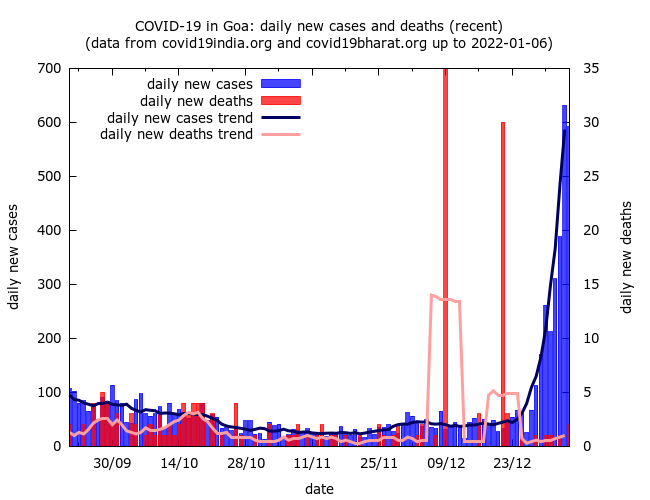 COVID-19 in Goa: daily new cases and deaths (recent)
(data from covid19india.org and covid19bharat.org up to 2022-01-06)
daily new cases
daily new deaths
daily new cases trend
daily new deaths trend
700
600
500
400
300
200
100
0
35
30
25
20
15
10
5
0
daily new cases
daily new deaths
30/09 14/10 28/10 11/11 25/11 09/12 23/12
date